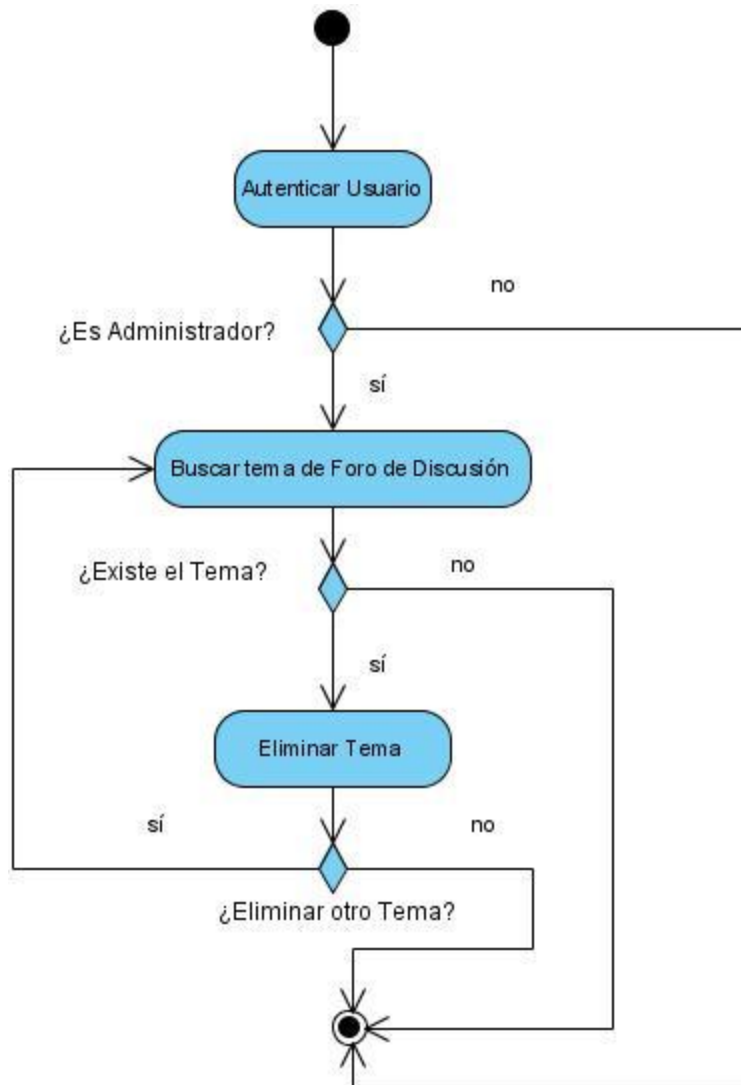 Autenticar Usuario
no
¿Es Administrador?
sí
Buscar tema de Foro de Discusión
no
¿Existe el Tema?
sí
Eliminar Tema
sí
no
¿Eliminar otro Tema?